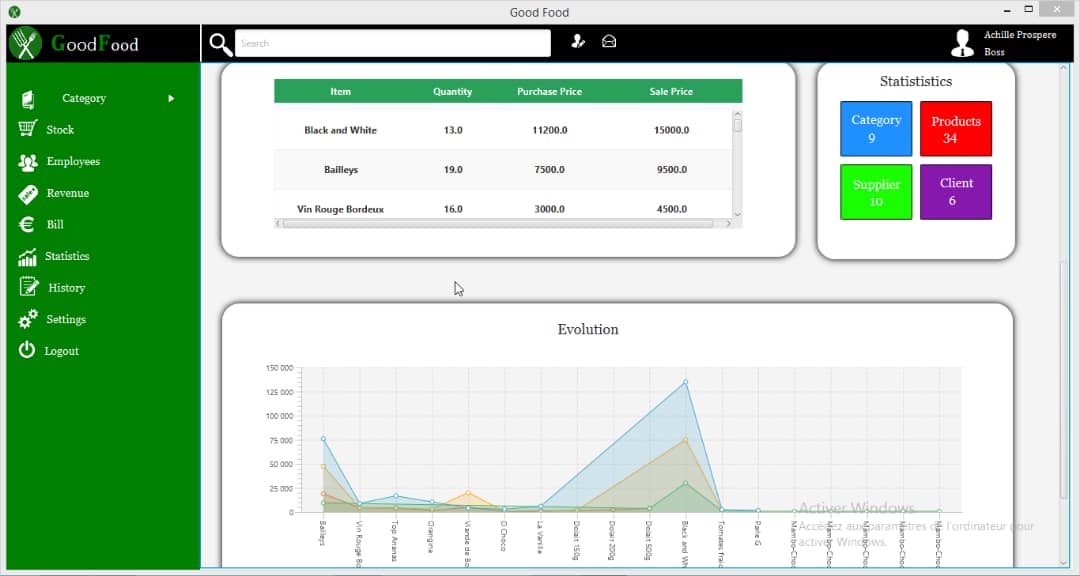 Good Food
GoodFood
Search
Achille Prospere
Boss
Category
Stock
Employees
Revenue
Bill
Statistics
History
Settings
Logout
Item Quantity Purchase Price Sale Price
Black and White 13.0 11200.0 15000.0
Bailleys 19.0 7500.0 9500.0
Vin Rouge Bordeux 16.0 3000.0 4500.0
Statististics
Category
9
Products
34
Supplier
10
Client
6
Evolution
150 000
125 000
100 000
75 000
50 000
25 000
0
Bailleys
Vin Rouge Bo
Top Ananas
Orangina
Viande de Bo
O Choco
La Vanille
Dolait 150g
Dolait 200g
Dolait 500g
Black and Wh
Tomates fraic
Parle G
Mambo-Choc
Mambo-Choc
Mambo-Choc
Mambo-Choc
Mambo-Choc
Activer Windows
Accédez aux paramètres de l'ordinateur pour
activer Windows.